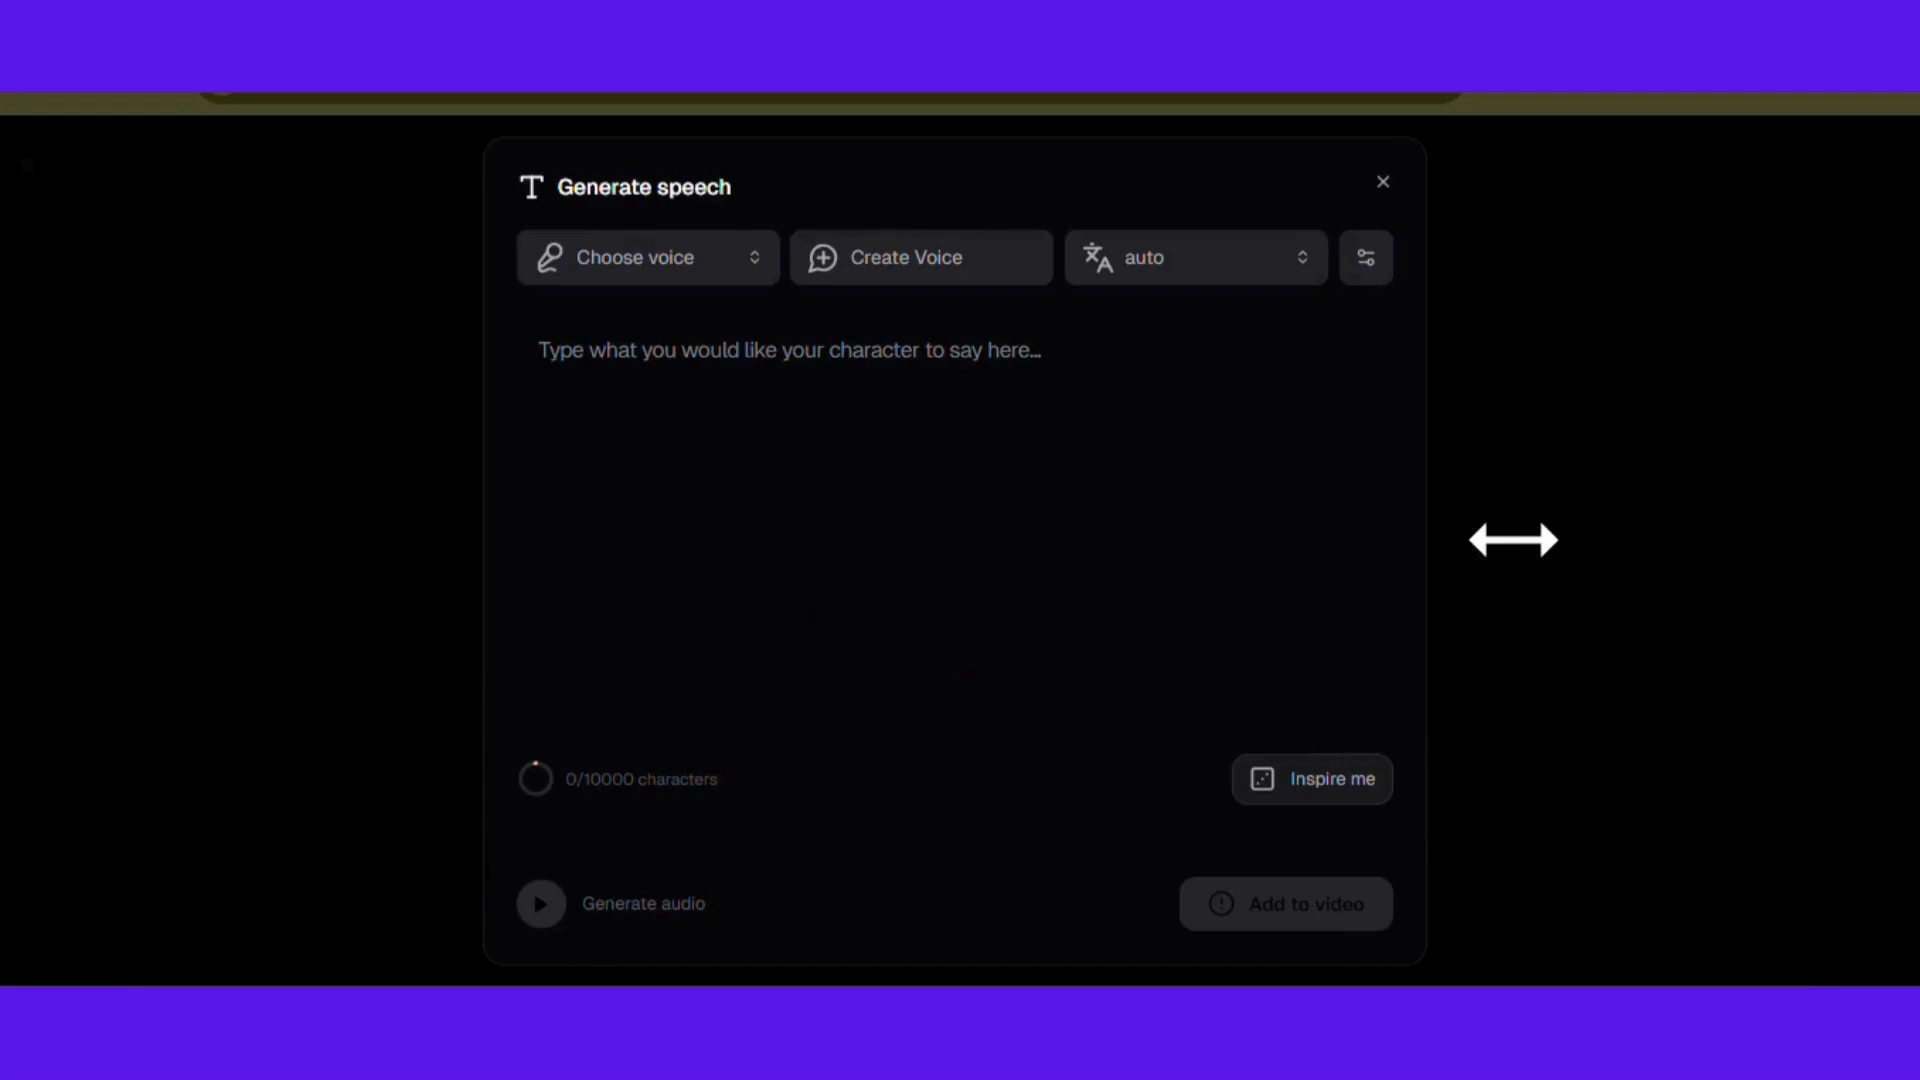 Generate speech
Choose voice
Create Voice
auto
Type what you would like your character to say here...
0/10000 characters
Inspire me
Generate audio
Add to video